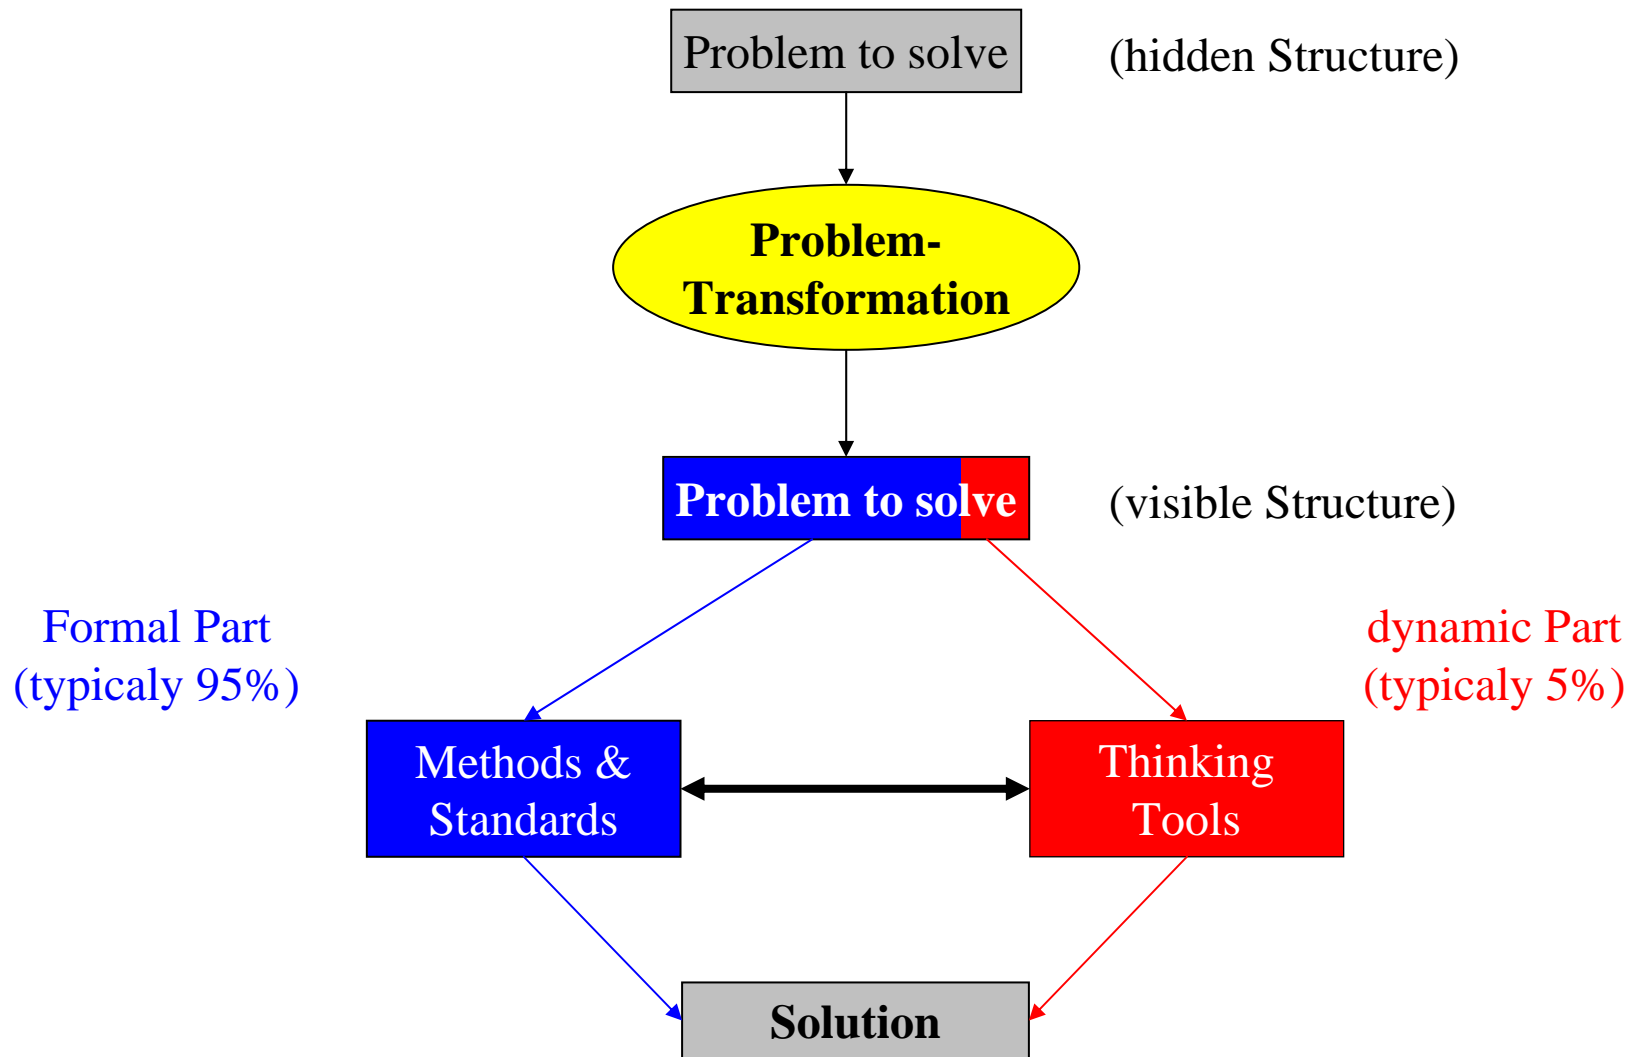 Problem to solve
(hidden Structure)
Problem-
Transformation
Problem to solve
(visible Structure)
Formal Part
(typicaly 95%)
dynamic Part
(typicaly 5%)
Methods &
Standards
Thinking
Tools
Solution